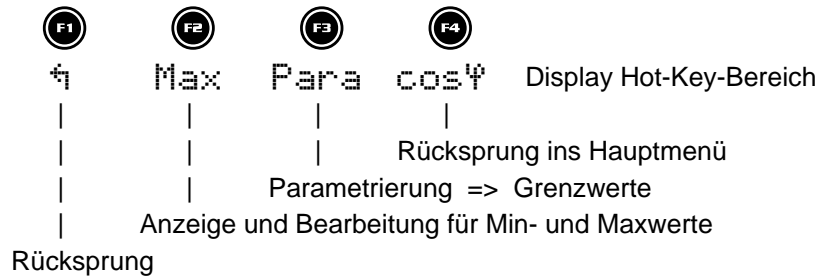 F1 F2 F3 F4
↰ Max Para cosφ Display Hot-Key-Bereich
| | | |
| | | Rücksprung ins Hauptmenü
| | Parametrierung => Grenzwerte
| Anzeige und Bearbeitung für Min- und Maxwerte
Rücksprung